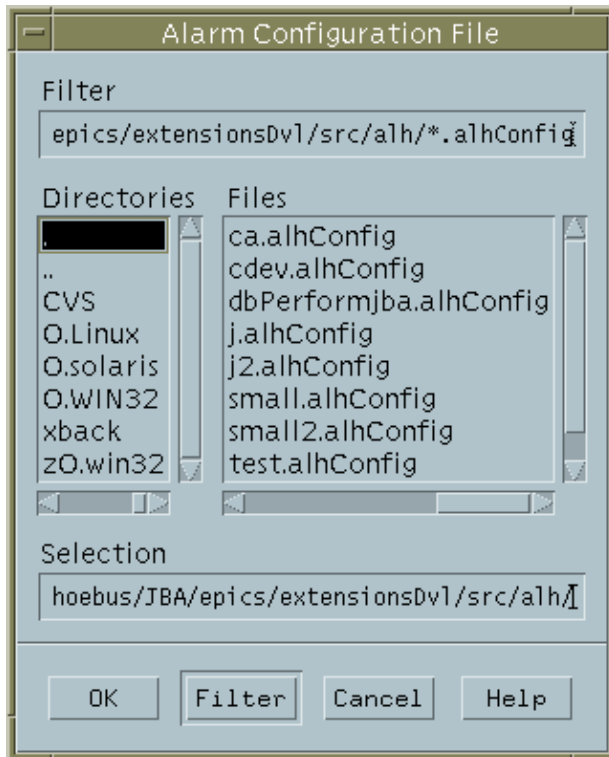 Alarm Configuration File
Filter
epics/extensionsDvl/src/alh/*.alhConfig
Directories Files
.
..
CVS
O.Linux
O.solaris
O.WIN32
xback
zO.win32
ca.alhConfig
cdev.alhConfig
dbPerformjba.alhConfig
j.alhConfig
j2.alhConfig
small.alhConfig
small2.alhConfig
test.alhConfig
Selection
hoebus/JBA/epics/extensionsDvl/src/alh/
OK Filter Cancel Help